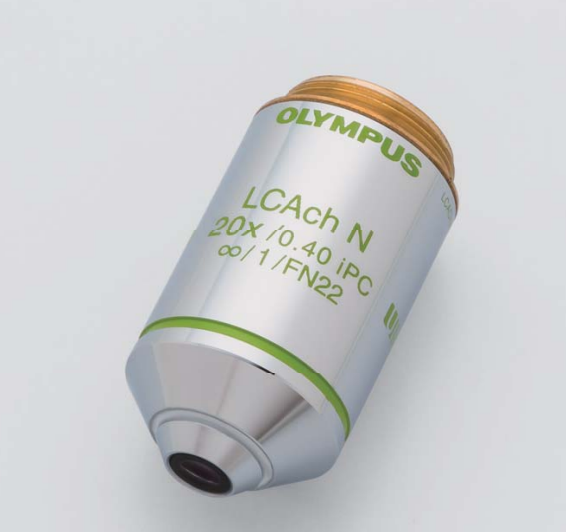 OLYMPUS
LCAch N
20x/0.40 iPC
∞/1/FN22